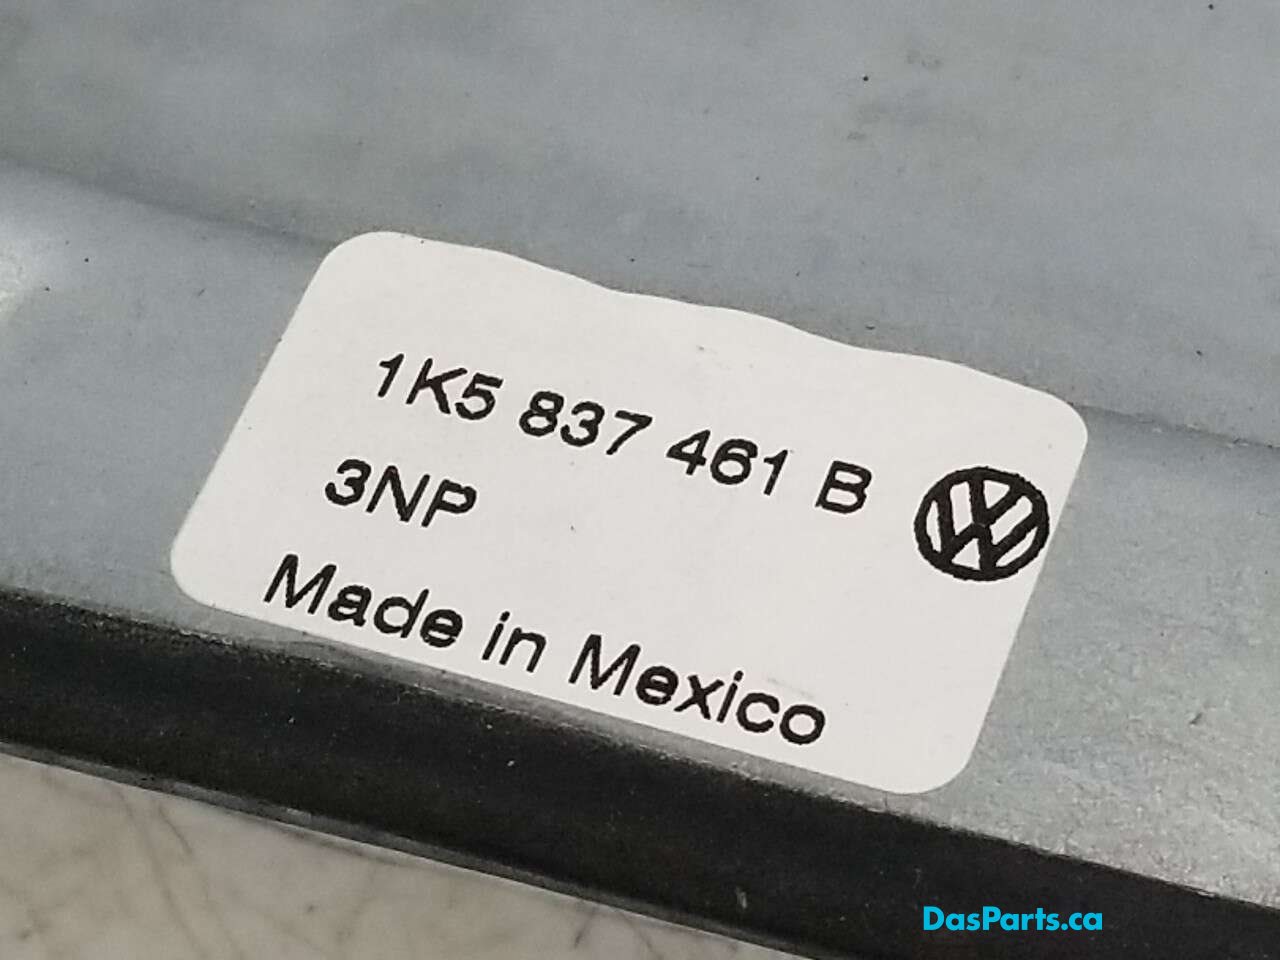 1K5 837 461 B
3NP
Made in Mexico
DasParts.ca